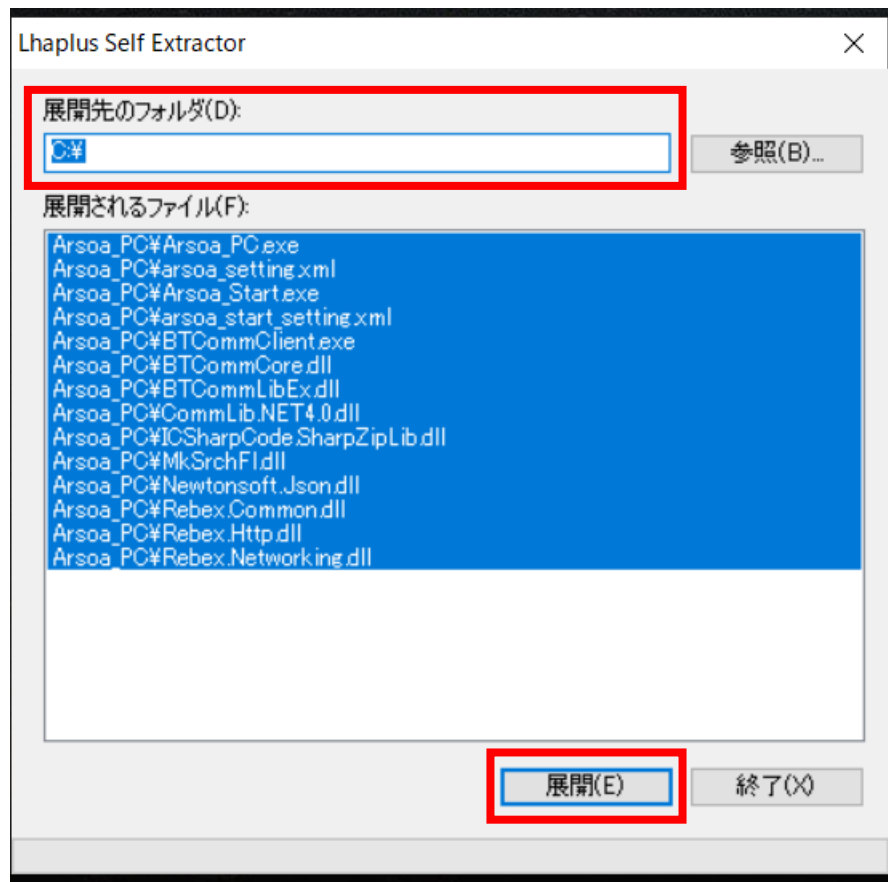 Lhaplus Self Extractor
展開先のフォルダ(D):
C:¥
参照(B)...
展開されるファイル(F):
Arsoa_PC¥Arsoa_PC.exe
Arsoa_PC¥arsoa_setting.xml
Arsoa_PC¥Arsoa_Start.exe
Arsoa_PC¥arsoa_start_setting.xml
Arsoa_PC¥BTCommClient.exe
Arsoa_PC¥BTCommCore.dll
Arsoa_PC¥BTCommLibEx.dll
Arsoa_PC¥CommLib.NET4.0.dll
Arsoa_PC¥ICSharpCode.SharpZipLib.dll
Arsoa_PC¥MkSrchFl.dll
Arsoa_PC¥Newtonsoft.Json.dll
Arsoa_PC¥Rebex.Common.dll
Arsoa_PC¥Rebex.Http.dll
Arsoa_PC¥Rebex.Networking.dll
展開(E)
終了(X)